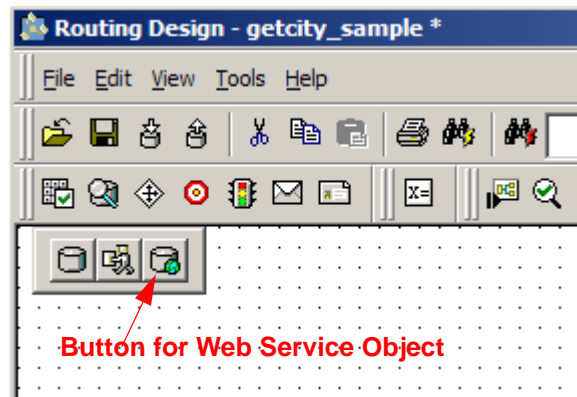 Routing Design - getcity_sample *
File Edit View Tools Help
X=
Button for Web Service Object